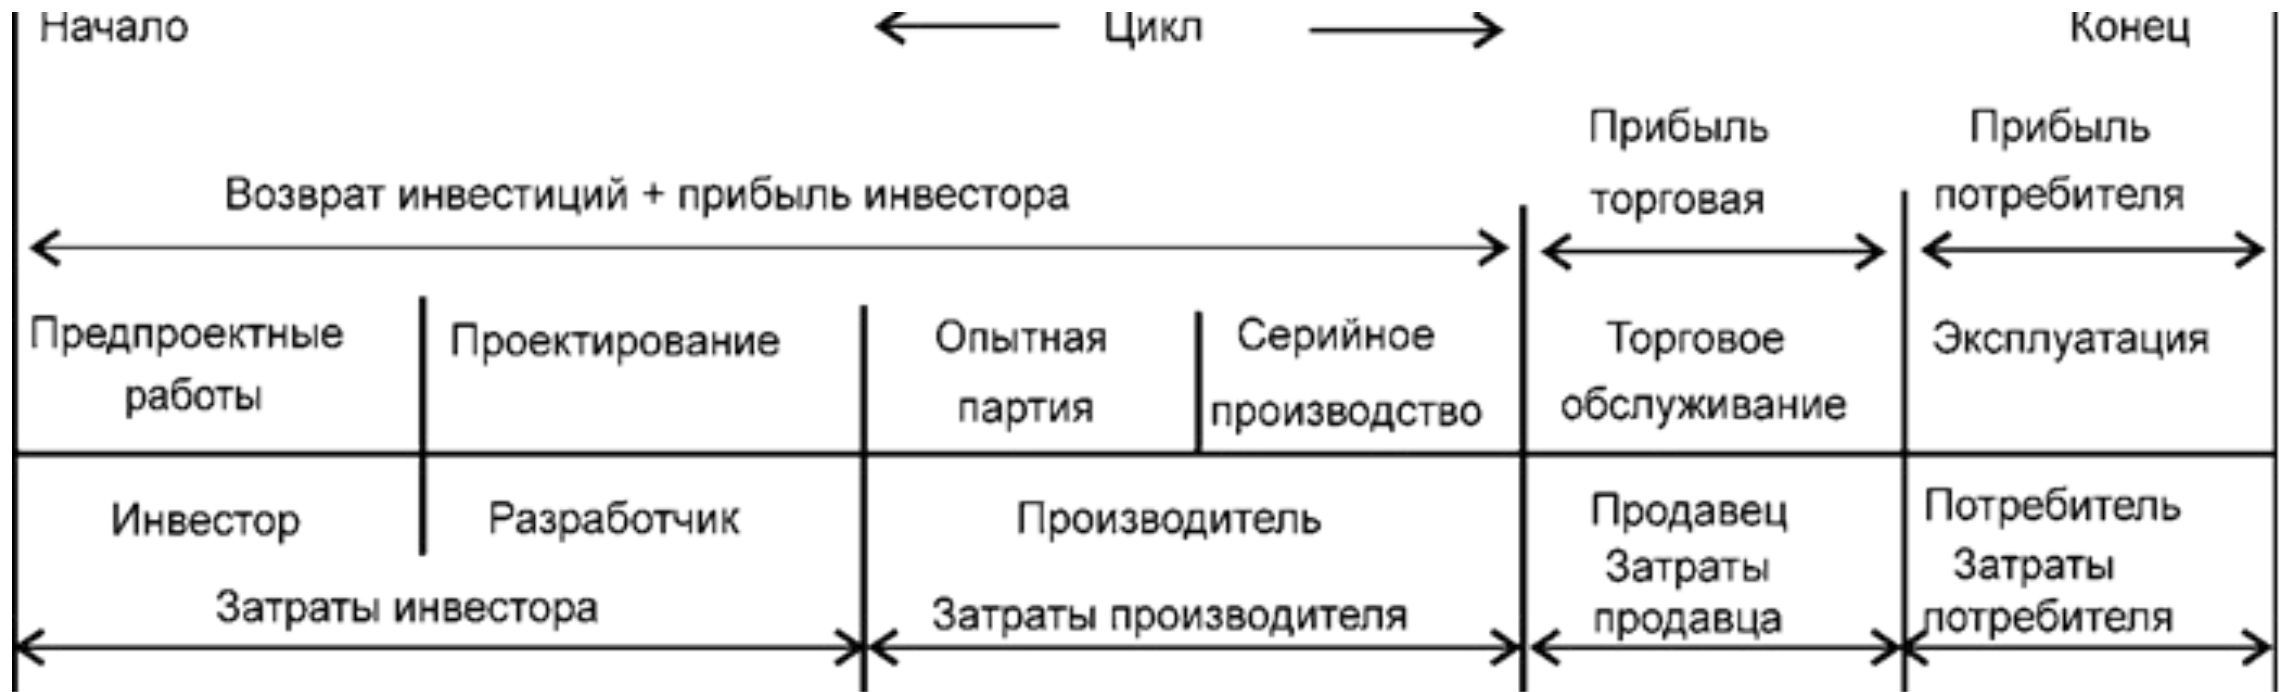 Начало
Цикл
Конец
Прибыль
торговая
Прибыль
потребителя
Возврат инвестиций + прибыль инвестора
Предпроектные
работы
Проектирование
Опытная
партия
Серийное
производство
Торговое
обслуживание
Эксплуатация
Инвестор
Разработчик
Производитель
Продавец
Потребитель
Затраты инвестора
Затраты производителя
Затраты
продавца
Затраты
потребителя